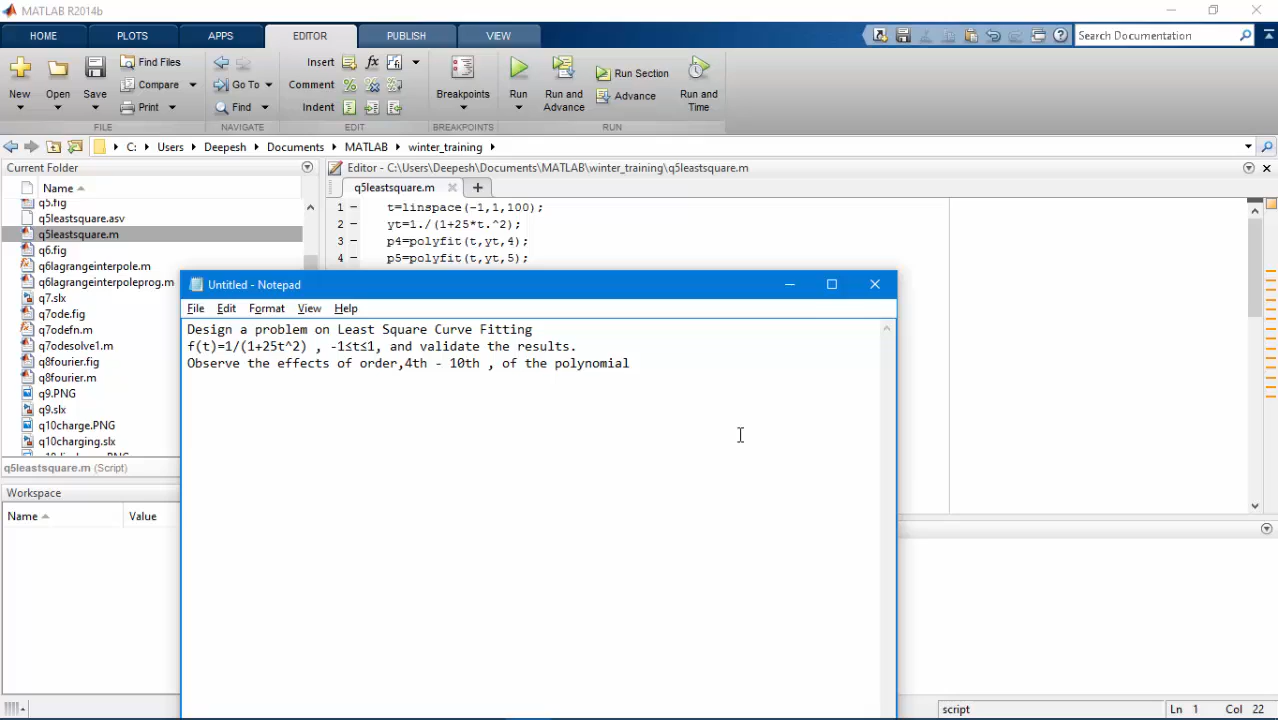 MATLAB R2014b
HOME PLOTS APPS EDITOR PUBLISH VIEW Search Documentation
New Open Save Find Files Compare Print
Go To Find
Insert fx Comment % Indent
Breakpoints Run Run and Advance Run Section Advance Run and Time
FILE NAVIGATE EDIT BREAKPOINTS RUN
C: Users Deepesh Documents MATLAB winter_training
Current Folder
Editor - C:\Users\Deepesh\Documents\MATLAB\winter_training\q5leastsquare.m
Name
q5leastsquare.m
q5.fig
q5leastsquare.asv
q5leastsquare.m
q6.fig
q6lagrangeinterpole.m
q6lagrangeinterpoleprog.m
q7.slx
q7ode.fig
q7odefn.m
q7odesolve1.m
q8fourier.fig
q8fourier.m
q9.PNG
q9.slx
q10charge.PNG
q10charging.slx
q5leastsquare.m (Script)
Workspace
Name Value
1 – t=linspace(-1,1,100);
2 – yt=1./(1+25*t.^2);
3 – p4=polyfit(t,yt,4);
4 – p5=polyfit(t,yt,5);
Untitled - Notepad
File Edit Format View Help
Design a problem on Least Square Curve Fitting
f(t)=1/(1+25t^2) , -1≤t≤1, and validate the results.
Observe the effects of order,4th - 10th , of the polynomial
script Ln 1 Col 22